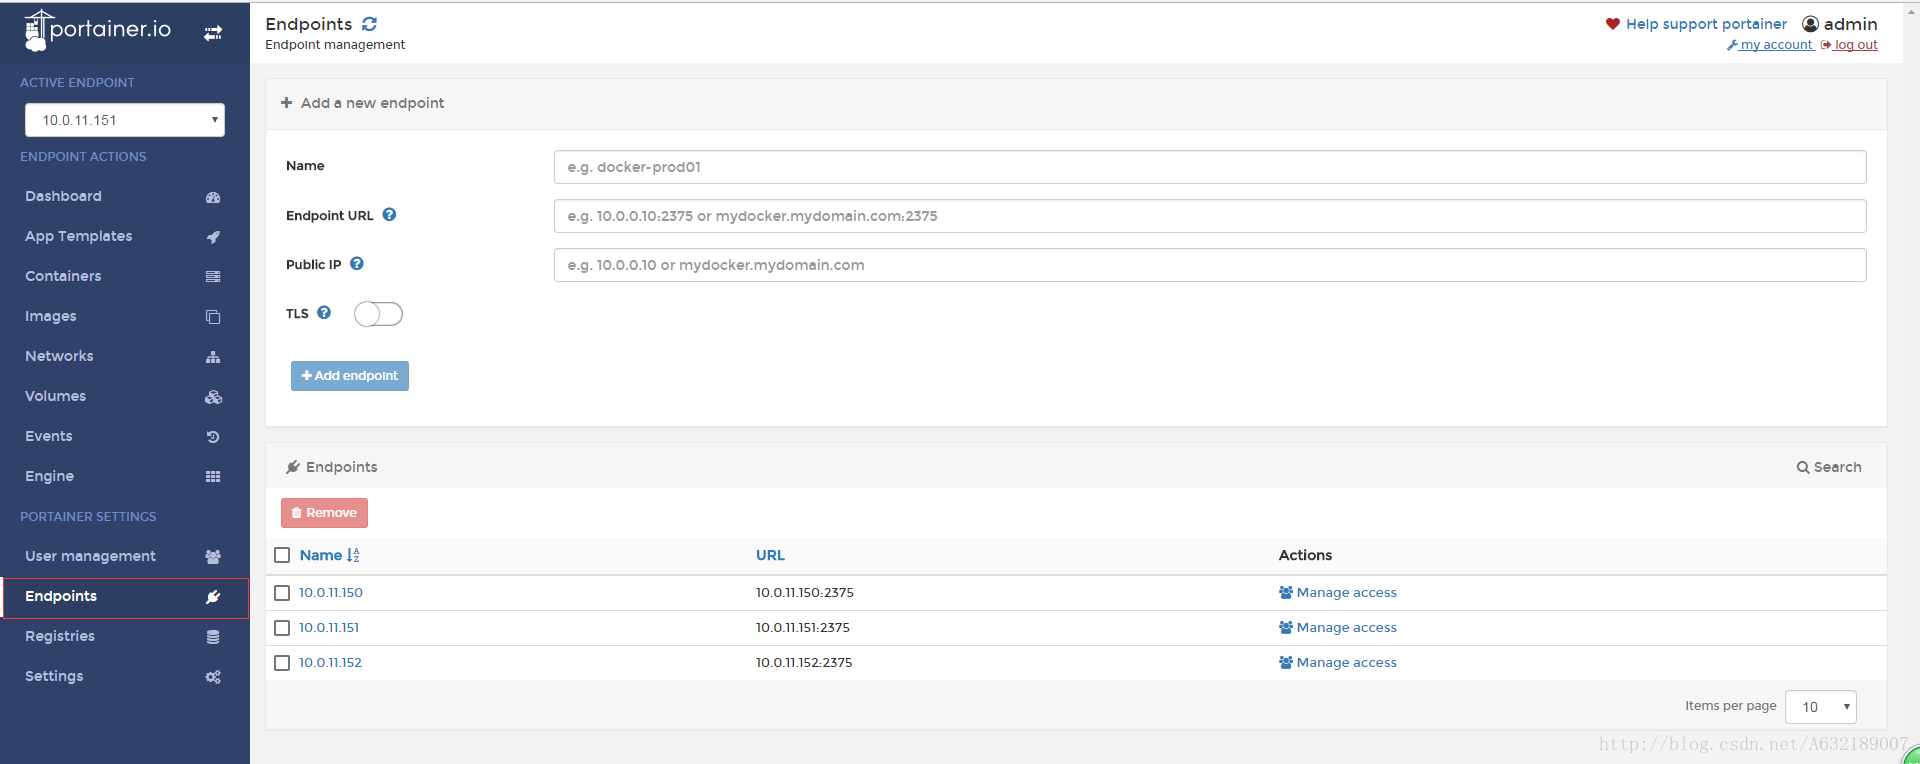 portainer.io
ACTIVE ENDPOINT
10.0.11.151
ENDPOINT ACTIONS
Dashboard
App Templates
Containers
Images
Networks
Volumes
Events
Engine
PORTAINER SETTINGS
User management
Endpoints
Registries
Settings
Endpoints
Endpoint management
Help support portainer
admin
my account
log out
Add a new endpoint
Name
e.g. docker-prod01
Endpoint URL
e.g. 10.0.0.10:2375 or mydocker.mydomain.com:2375
Public IP
e.g. 10.0.0.10 or mydocker.mydomain.com
TLS
Add endpoint
Endpoints
Search
Remove
Name URL Actions
10.0.11.150 10.0.11.150:2375 Manage access
10.0.11.151 10.0.11.151:2375 Manage access
10.0.11.152 10.0.11.152:2375 Manage access
Items per page 10
http://blog.csdn.net/A632189007